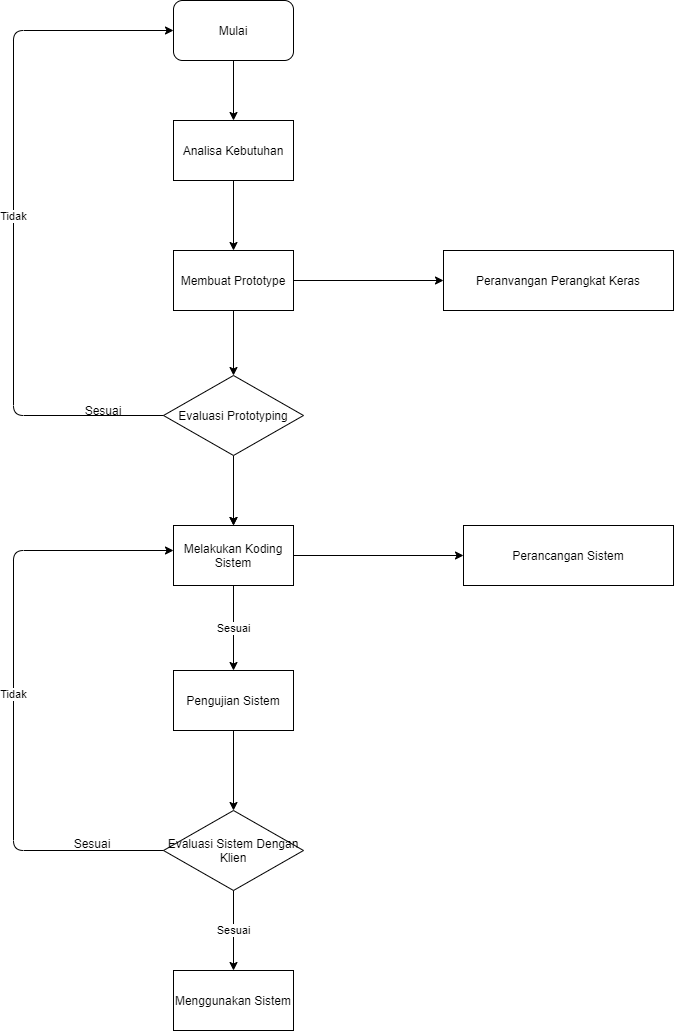 Mulai
Analisa Kebutuhan
Tidak
Membuat Prototype
Peranvangan Perangkat Keras
Sesuai
Evaluasi Prototyping
Melakukan Koding
Sistem
Perancangan Sistem
Sesuai
Tidak
Pengujian Sistem
Sesuai
Evaluasi Sistem Dengan
Klien
Sesuai
Menggunakan Sistem